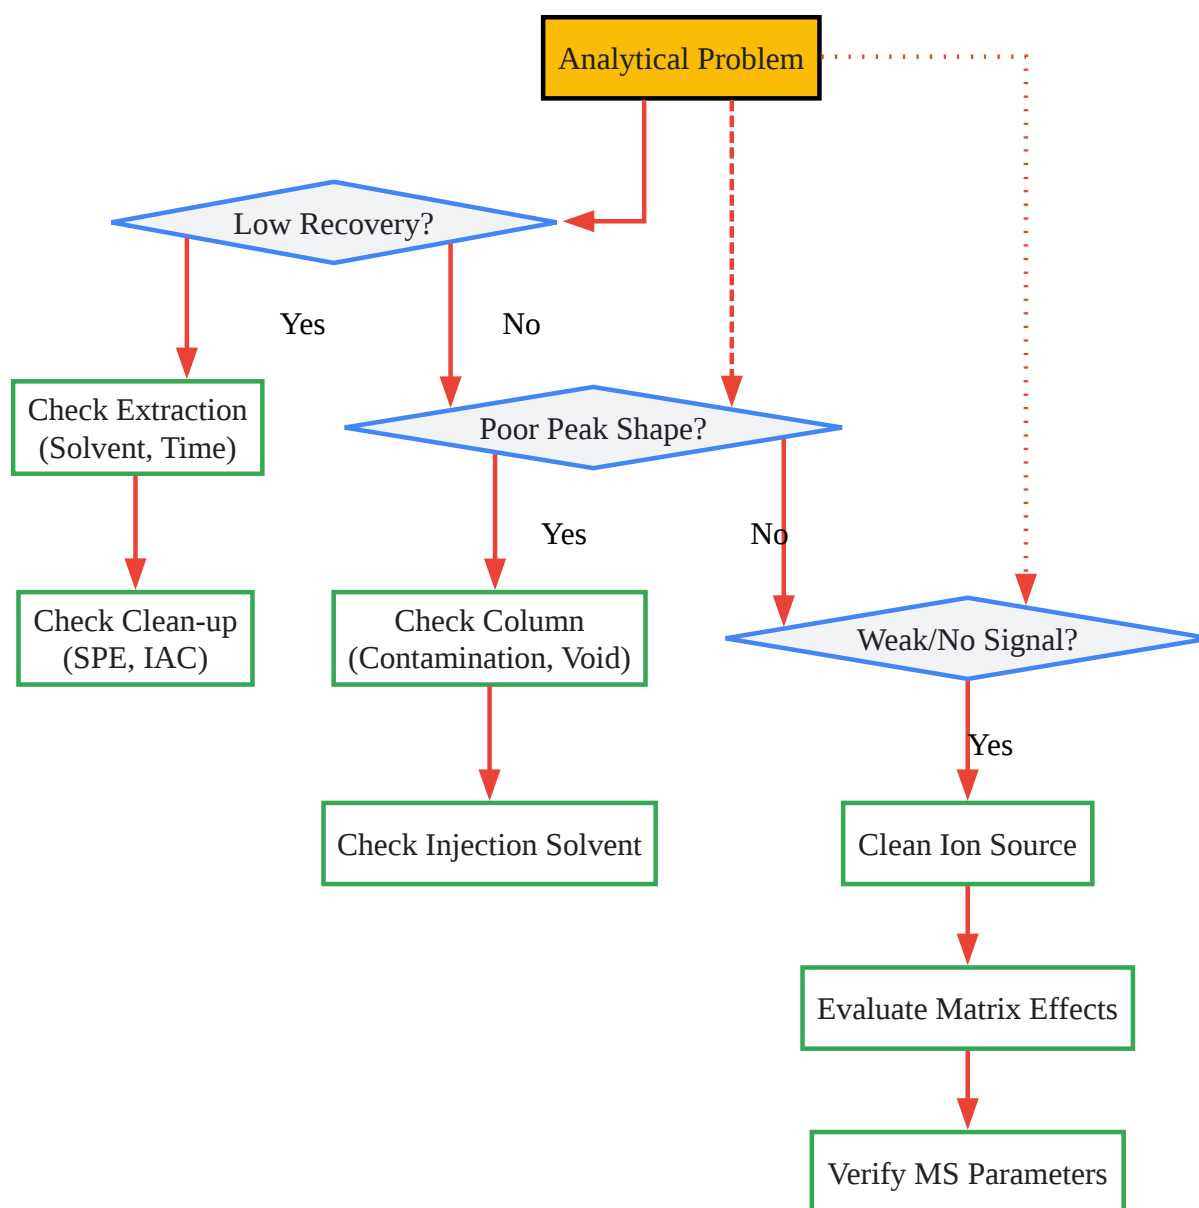 Analytical Problem
Low Recovery?
Yes
No
Check Extraction
(Solvent, Time)
Poor Peak Shape?
Yes
No
Check Clean-up
(SPE, IAC)
Check Column
(Contamination, Void)
Weak/No Signal?
Yes
Check Injection Solvent
Clean Ion Source
Evaluate Matrix Effects
Verify MS Parameters